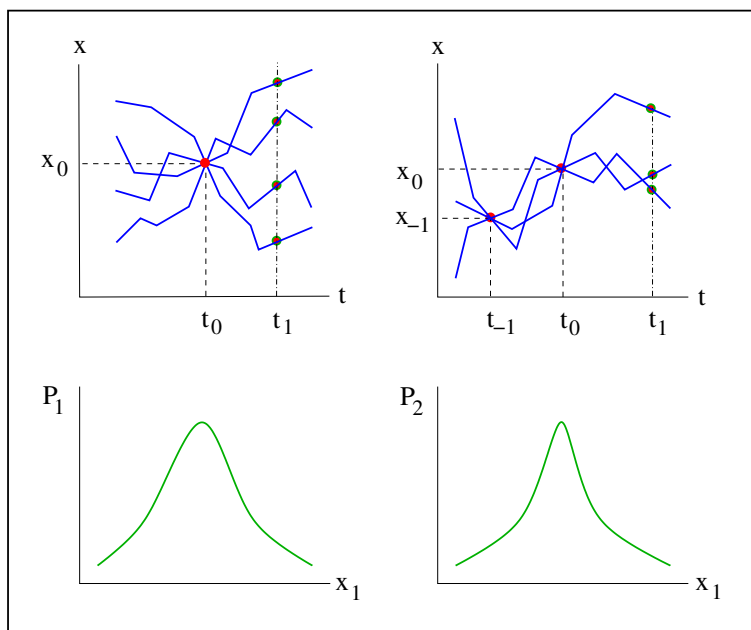 x
x₀
t₀
t₁
t
x
x₀
x₋₁
t₋₁
t₀
t₁
t
P₁
x₁
P₂
x₁